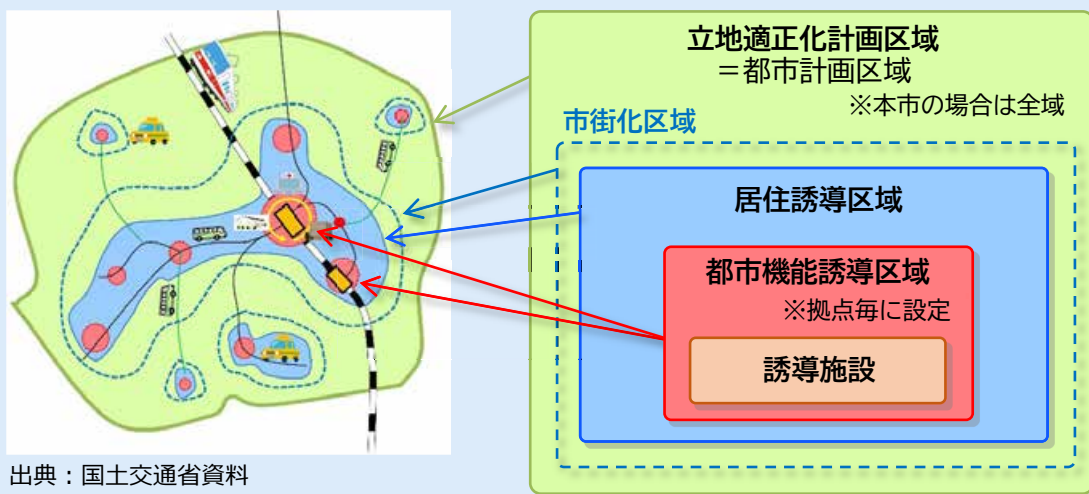 立地適正化計画区域
＝都市計画区域
※本市の場合は全域
市街化区域
居住誘導区域
都市機能誘導区域
※拠点毎に設定
誘導施設
出典：国土交通省資料